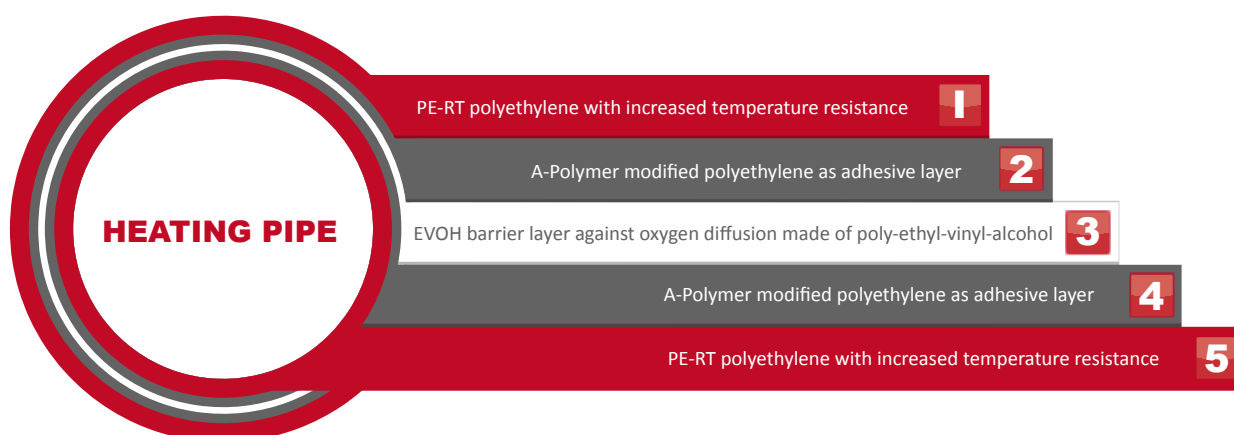 PE-RT polyethylene with increased temperature resistance 1
A-Polymer modified polyethylene as adhesive layer 2
HEATING PIPE
EVOH barrier layer against oxygen diffusion made of poly-ethyl-vinyl-alcohol 3
A-Polymer modified polyethylene as adhesive layer 4
PE-RT polyethylene with increased temperature resistance 5